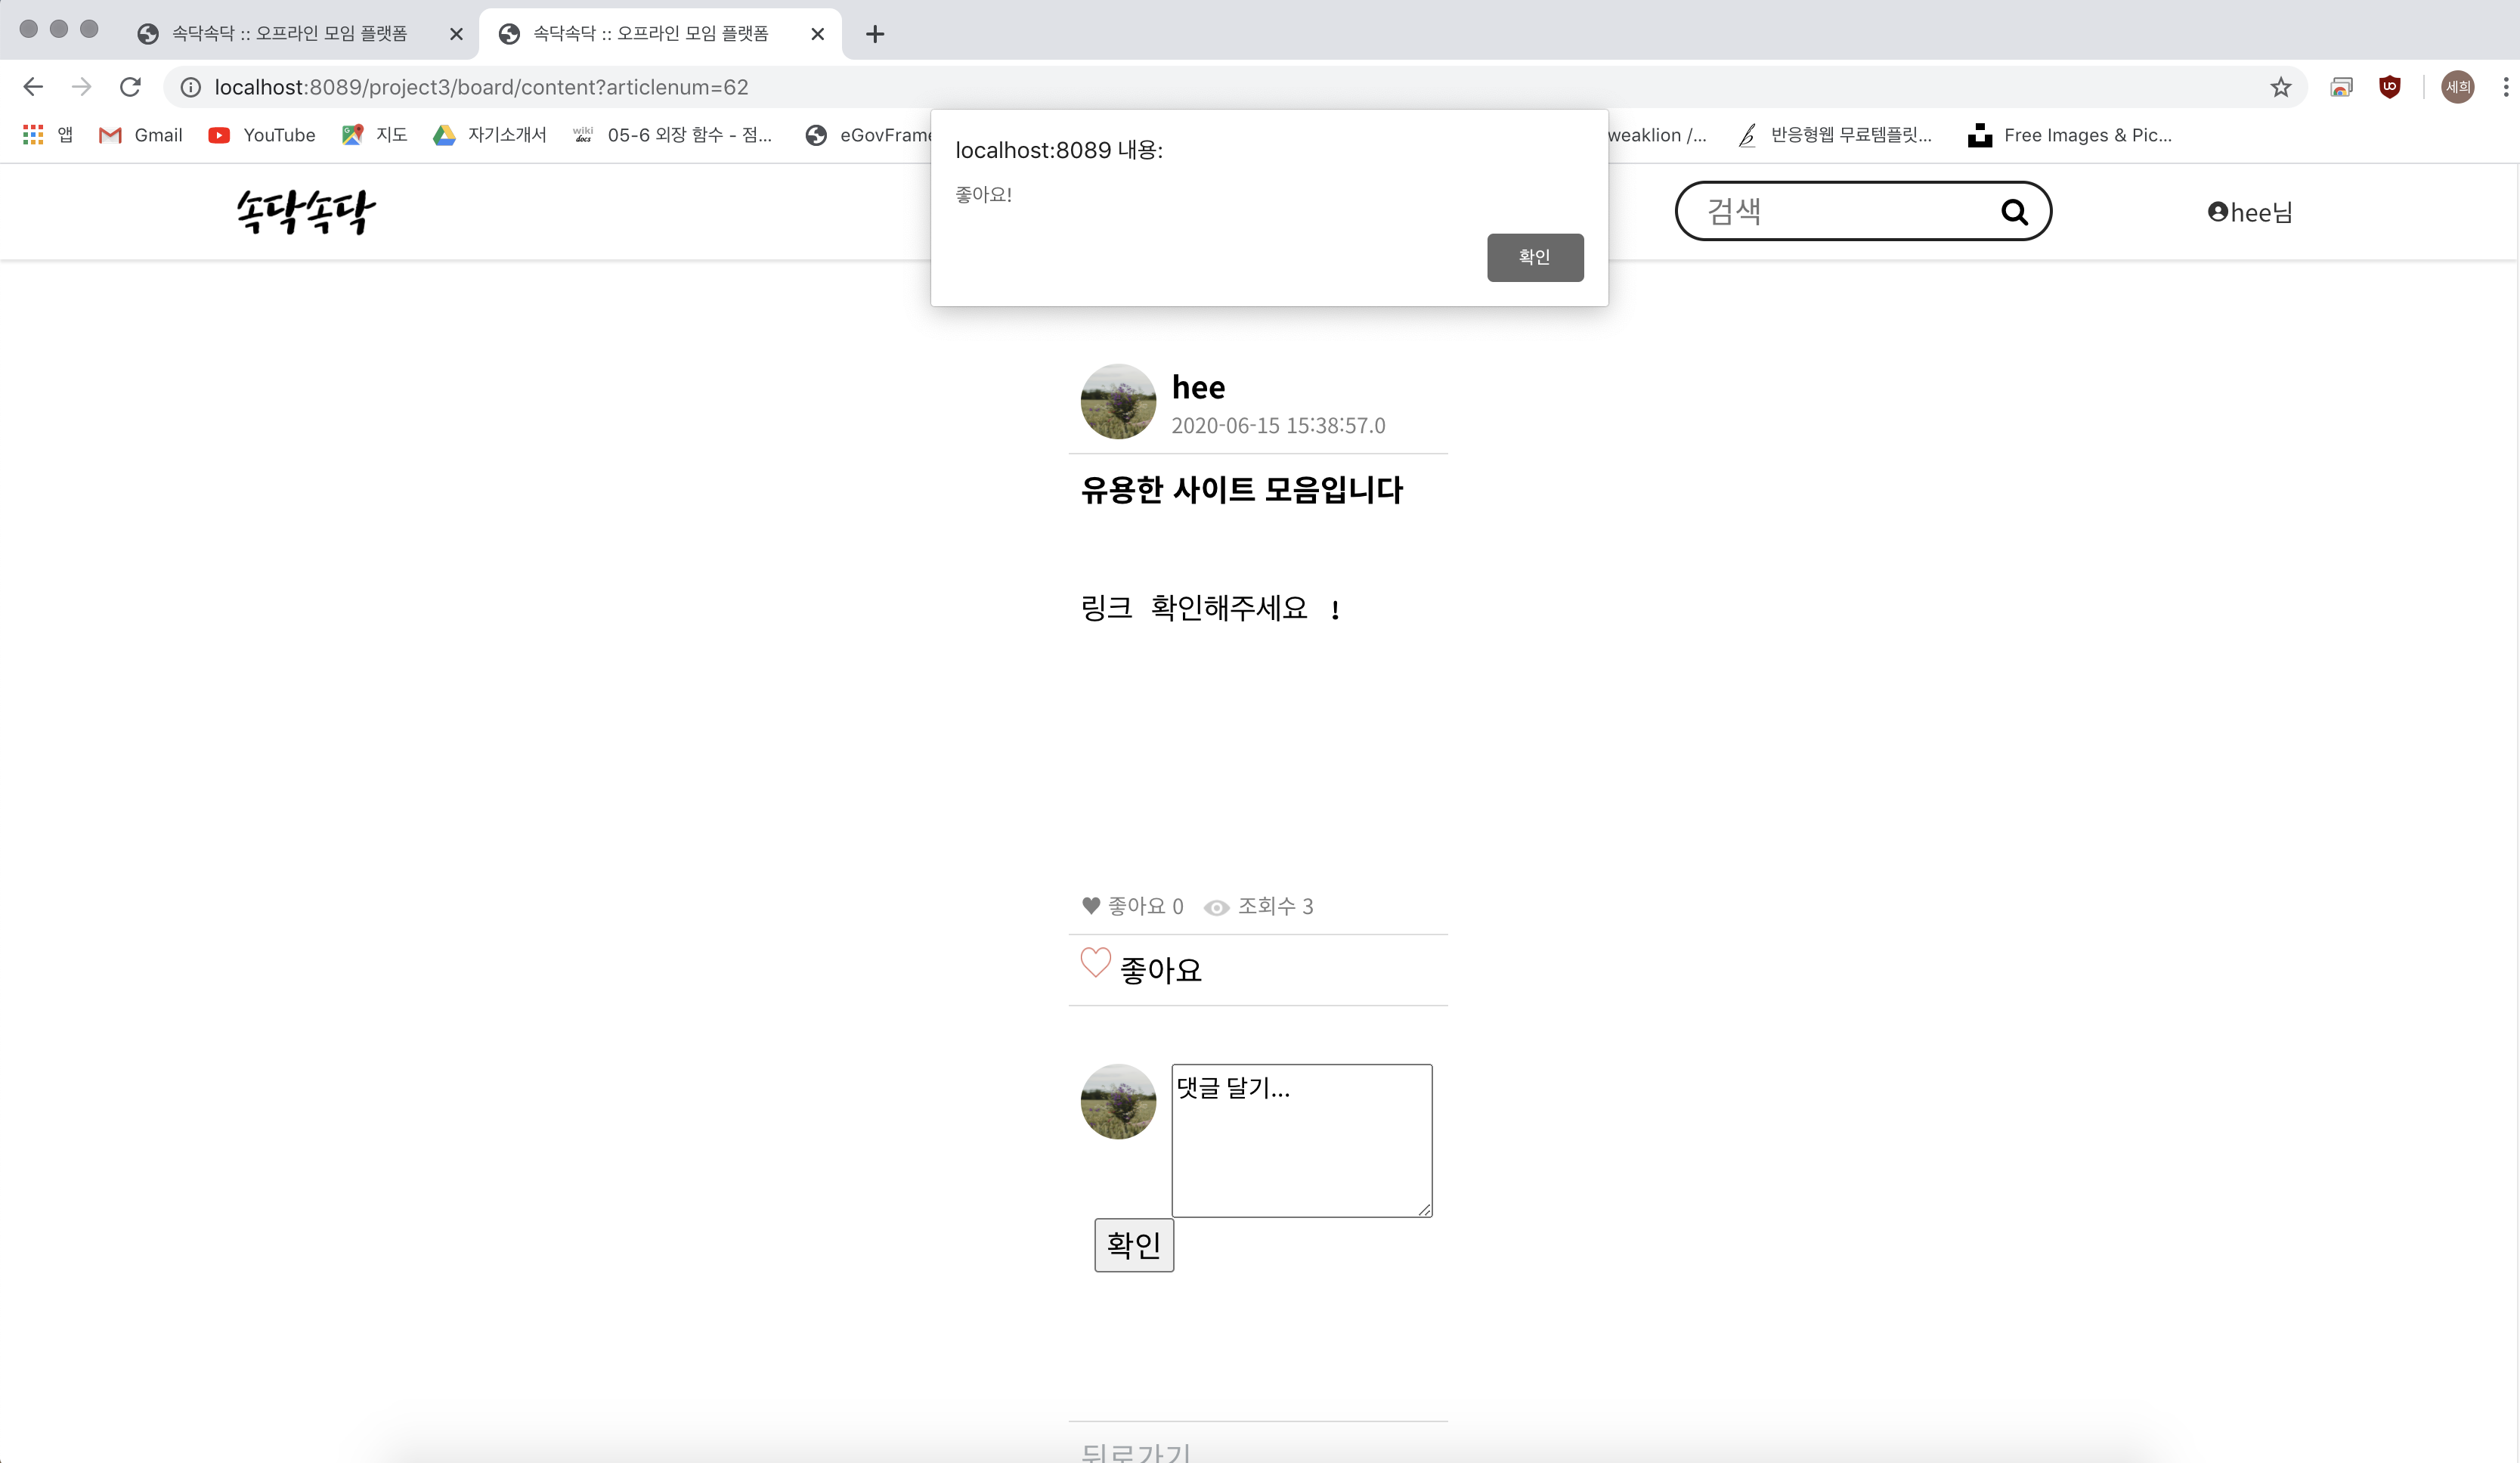 속닥속닥 :: 오프라인 모임 플랫폼
속닥속닥 :: 오프라인 모임 플랫폼
localhost:8089/project3/board/content?articlenum=62
세희
앱
Gmail
YouTube
지도
자기소개서
wiki docs
05-6 외장 함수 - 점...
eGovFrame
weaklion /...
반응형웹 무료템플릿...
Free Images & Pic...
localhost:8089 내용:
좋아요!
확인
속닥속닥
검색
hee님
hee
2020-06-15 15:38:57.0
유용한 사이트 모음입니다
링크 확인해주세요 !
좋아요 0 조회수 3
좋아요
댓글 달기...
확인
뒤로가기